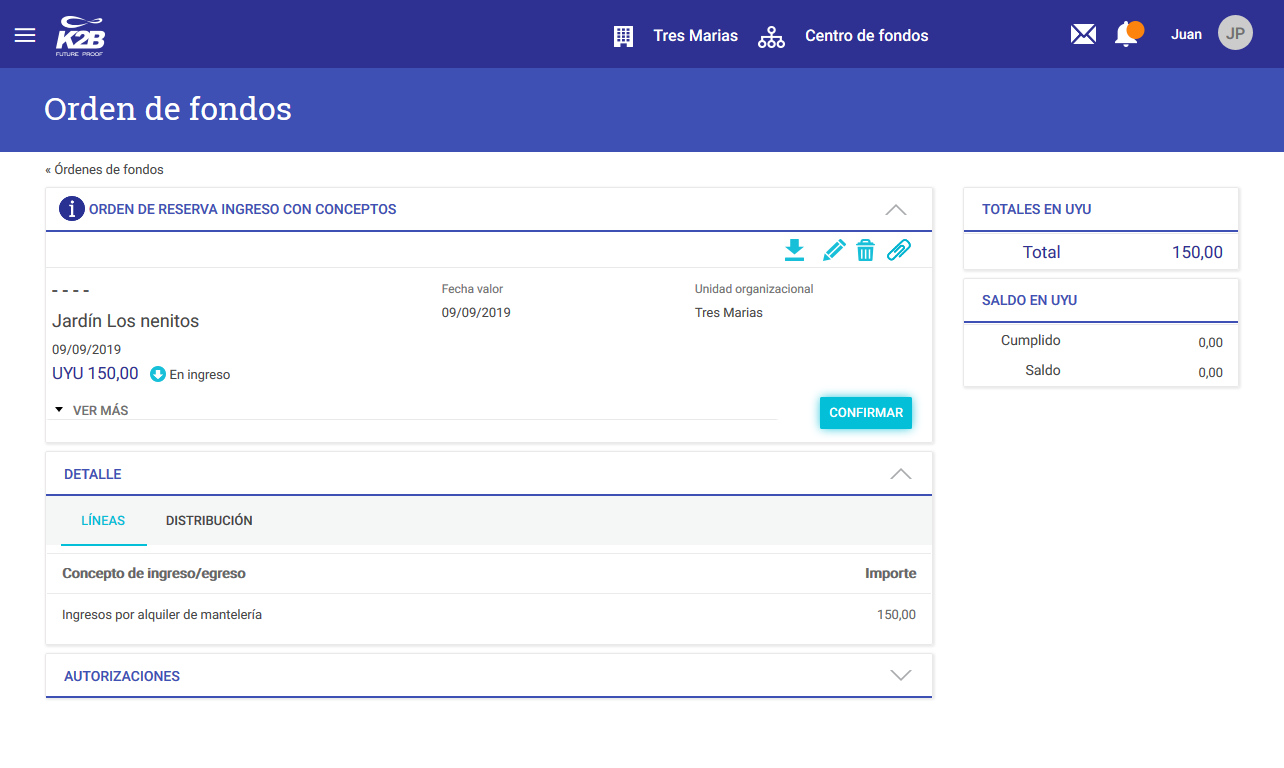 K2B
FUTURE PROOF
Tres Marias
Centro de fondos
Juan
JP
Orden de fondos
« Órdenes de fondos
ORDEN DE RESERVA INGRESO CON CONCEPTOS
- - - -
Jardín Los nenitos
09/09/2019
UYU 150,00
En ingreso
Fecha valor
09/09/2019
Unidad organizacional
Tres Marias
VER MÁS
CONFIRMAR
DETALLE
LÍNEAS DISTRIBUCIÓN
Concepto de ingreso/egreso Importe
Ingresos por alquiler de mantelería 150,00
AUTORIZACIONES
TOTALES EN UYU
Total 150,00
SALDO EN UYU
Cumplido 0,00
Saldo 0,00